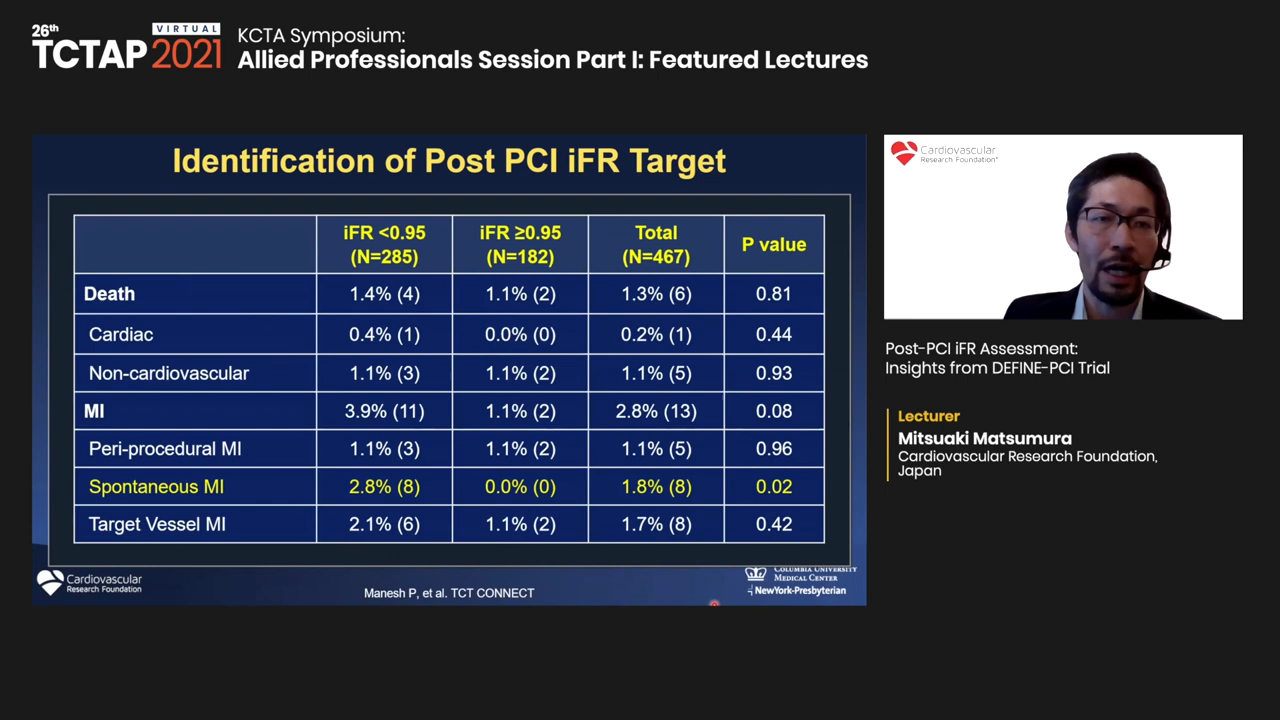 26th
VIRTUAL
TCTAP 2021
KCTA Symposium:
Allied Professionals Session Part I: Featured Lectures
Identification of Post PCI iFR Target
iFR <0.95 (N=285) iFR ≥0.95 (N=182) Total (N=467) P value
Death 1.4% (4) 1.1% (2) 1.3% (6) 0.81
Cardiac 0.4% (1) 0.0% (0) 0.2% (1) 0.44
Non-cardiovascular 1.1% (3) 1.1% (2) 1.1% (5) 0.93
MI 3.9% (11) 1.1% (2) 2.8% (13) 0.08
Peri-procedural MI 1.1% (3) 1.1% (2) 1.1% (5) 0.96
Spontaneous MI 2.8% (8) 0.0% (0) 1.8% (8) 0.02
Target Vessel MI 2.1% (6) 1.1% (2) 1.7% (8) 0.42
Cardiovascular
Research Foundation
Manesh P, et al. TCT CONNECT
COLUMBIA UNIVERSITY
MEDICAL CENTER
NewYork-Presbyterian
Cardiovascular
Research Foundation®
Post-PCI iFR Assessment:
Insights from DEFINE-PCI Trial
Lecturer
Mitsuaki Matsumura
Cardiovascular Research Foundation,
Japan